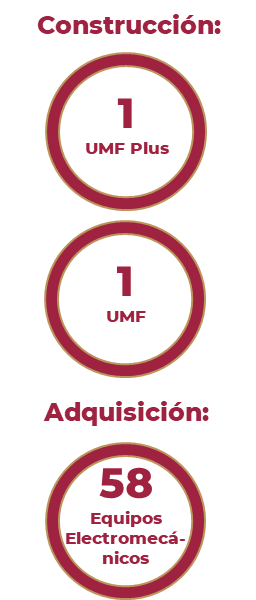 Construcción:
1
UMF Plus
1
UMF
Adquisición:
58
Equipos
Electromecá-
nicos